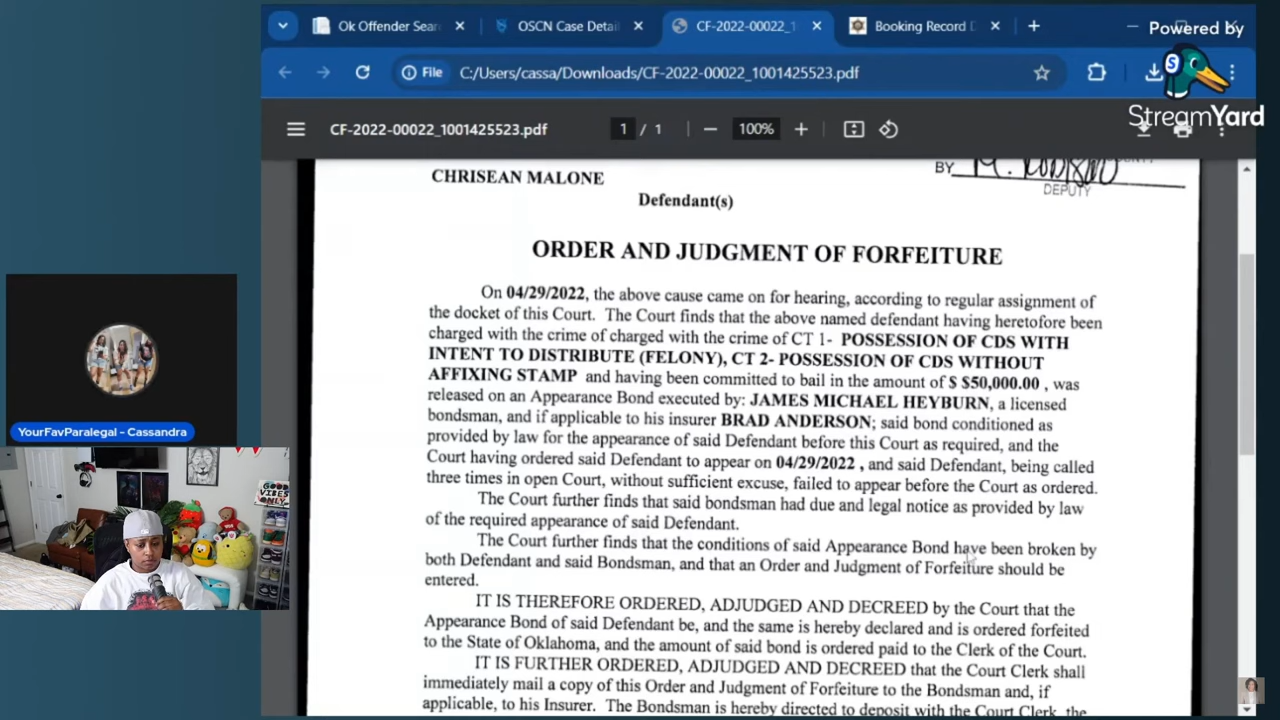 Ok Offender Sear
OSCN Case Detail
CF-2022-00022_1
Booking Record D
Powered by
StreamYard
File C:/Users/cassa/Downloads/CF-2022-00022_1001425523.pdf
CF-2022-00022_1001425523.pdf 1 / 1 100%
CHRISEAN MALONE
BY
DEPUTY
Defendant(s)
ORDER AND JUDGMENT OF FORFEITURE
On 04/29/2022, the above cause came on for hearing, according to regular assignment of
the docket of this Court. The Court finds that the above named defendant having heretofore been
charged with the crime of charged with the crime of CT 1- POSSESSION OF CDS WITH
INTENT TO DISTRIBUTE (FELONY), CT 2- POSSESSION OF CDS WITHOUT
AFFIXING STAMP and having been committed to bail in the amount of $ $50,000.00 , was
released on an Appearance Bond executed by: JAMES MICHAEL HEYBURN, a licensed
bondsman, and if applicable to his insurer BRAD ANDERSON; said bond conditioned as
provided by law for the appearance of said Defendant before this Court as required, and the
Court having ordered said Defendant to appear on 04/29/2022 , and said Defendant, being called
three times in open Court, without sufficient excuse, failed to appear before the Court as ordered.
The Court further finds that said bondsman had due and legal notice as provided by law
of the required appearance of said Defendant.
The Court further finds that the conditions of said Appearance Bond have been broken by
both Defendant and said Bondsman, and that an Order and Judgment of Forfeiture should be
entered.
IT IS THEREFORE ORDERED, ADJUDGED AND DECREED by the Court that the
Appearance Bond of said Defendant be, and the same is hereby declared and is ordered forfeited
to the State of Oklahoma, and the amount of said bond is ordered paid to the Clerk of the Court.
IT IS FURTHER ORDERED, ADJUDGED AND DECREED that the Court Clerk shall
immediately mail a copy of this Order and Judgment of Forfeiture to the Bondsman and, if
applicable, to his Insurer. The Bondsman is hereby directed to deposit with the Court Clerk, the
YourFavParalegal - Cassandra
GOOD
VIBES
ONLY